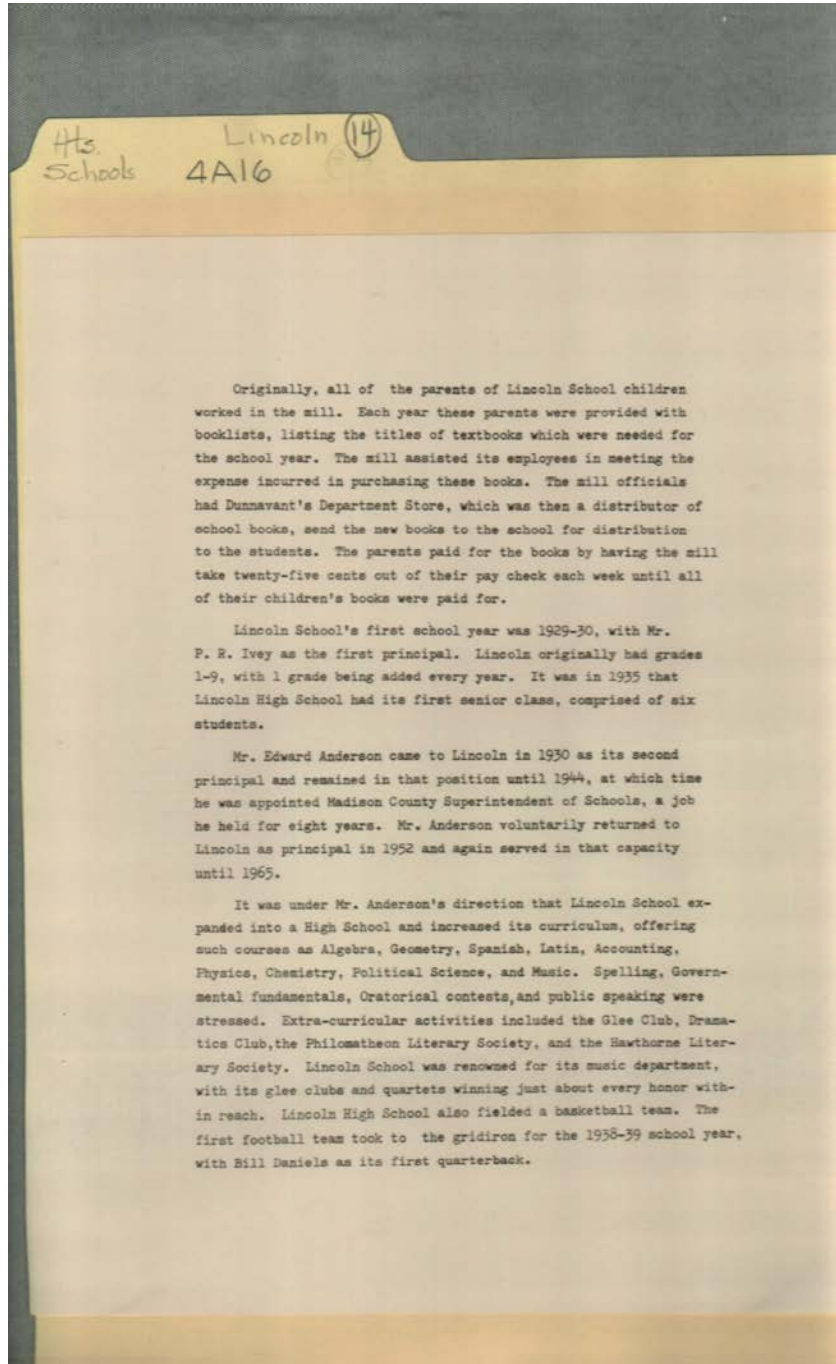 Hts. Lincoln 14
Schools 4A16
Originally, all of the parents of Lincoln School children
worked in the mill. Each year these parents were provided with
booklists, listing the titles of textbooks which were needed for
the school year. The mill assisted its employees in meeting the
expense incurred in purchasing these books. The mill officials
had Dunnavant's Department Store, which was then a distributor of
school books, send the new books to the school for distribution
to the students. The parents paid for the books by having the mill
take twenty-five cents out of their pay check each week until all
of their children's books were paid for.
Lincoln School's first school year was 1929-30, with Mr.
P. R. Ivey as the first principal. Lincoln originally had grades
1-9, with 1 grade being added every year. It was in 1935 that
Lincoln High School had its first senior class, comprised of six
students.
Mr. Edward Anderson came to Lincoln in 1930 as its second
principal and remained in that position until 1944, at which time
he was appointed Madison County Superintendent of Schools, a job
he held for eight years. Mr. Anderson voluntarily returned to
Lincoln as principal in 1952 and again served in that capacity
until 1965.
It was under Mr. Anderson's direction that Lincoln School ex-
panded into a High School and increased its curriculum, offering
such courses as Algebra, Geometry, Spanish, Latin, Accounting,
Physics, Chemistry, Political Science, and Music. Spelling, Govern-
mental fundamentals, Oratorical contests,and public speaking were
stressed. Extra-curricular activities included the Glee Club, Drama-
tics Club,the Philomatheon Literary Society, and the Hawthorne Liter-
ary Society. Lincoln School was renowned for its music department,
with its glee clubs and quartets winning just about every honor with-
in reach. Lincoln High School also fielded a basketball team. The
first football team took to the gridiron for the 1938-39 school year,
with Bill Daniels as its first quarterback.